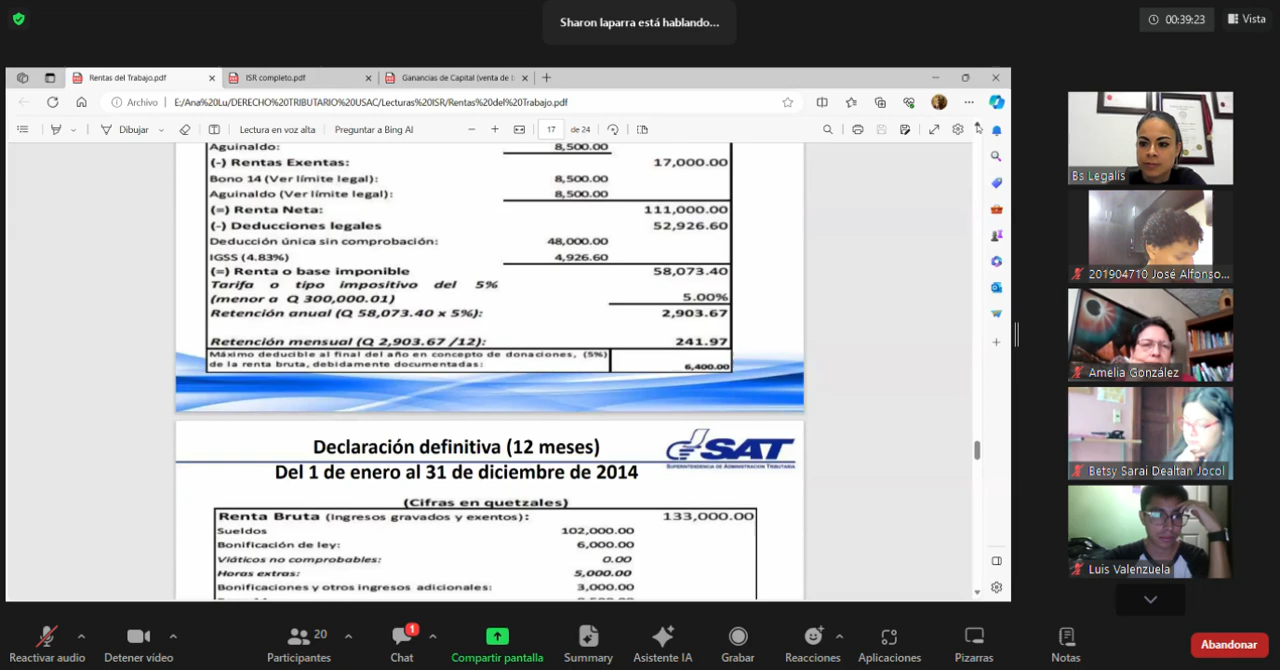 Sharon laparra está hablando...
00:39:23
Vista
Rentas del Trabajo.pdf
ISR completo.pdf
Ganancias de Capital (venta de
Archivo
E:/Ana%20Lu/DERECHO%20TRIBUTARIO%20USAC/Lecturas%20ISR/Rentas%20del%20Trabajo.pdf
Dibujar
Lectura en voz alta
Preguntar a Bing AI
17
de 24
Aguinaldo: 8,500.00
(-) Rentas Exentas: 17,000.00
Bono 14 (Ver límite legal): 8,500.00
Aguinaldo (Ver límite legal): 8,500.00
(=) Renta Neta: 111,000.00
(-) Deducciones legales 52,926.60
Deducción única sin comprobación: 48,000.00
IGSS (4.83%) 4,926.60
(=) Renta o base imponible 58,073.40
Tarifa o tipo impositivo del 5%
(menor a Q 300,000.01) 5.00%
Retención anual (Q 58,073.40 x 5%): 2,903.67
Retención mensual (Q 2,903.67 /12): 241.97
Máximo deducible al final del año en concepto de donaciones, (5%)
de la renta bruta, debidamente documentadas: 6,400.00
Declaración definitiva (12 meses)
Del 1 de enero al 31 de diciembre de 2014
SAT
SUPERINTENDENCIA DE ADMINISTRACION TRIBUTARIA
(Cifras en quetzales)
Renta Bruta (ingresos gravados y exentos): 133,000.00
Sueldos 102,000.00
Bonificación de ley: 6,000.00
Viáticos no comprobables: 0.00
Horas extras: 5,000.00
Bonificaciones y otros ingresos adicionales: 3,000.00
Bs Legalis
201904710 José Alfonso...
Amelia González
Betsy Sarai Dealtan Jocol
Luis Valenzuela
Reactivar audio
Detener vídeo
20
Participantes
1
Chat
Compartir pantalla
Summary
Asistente IA
Grabar
Reacciones
Aplicaciones
Pizarras
Notas
Abandonar